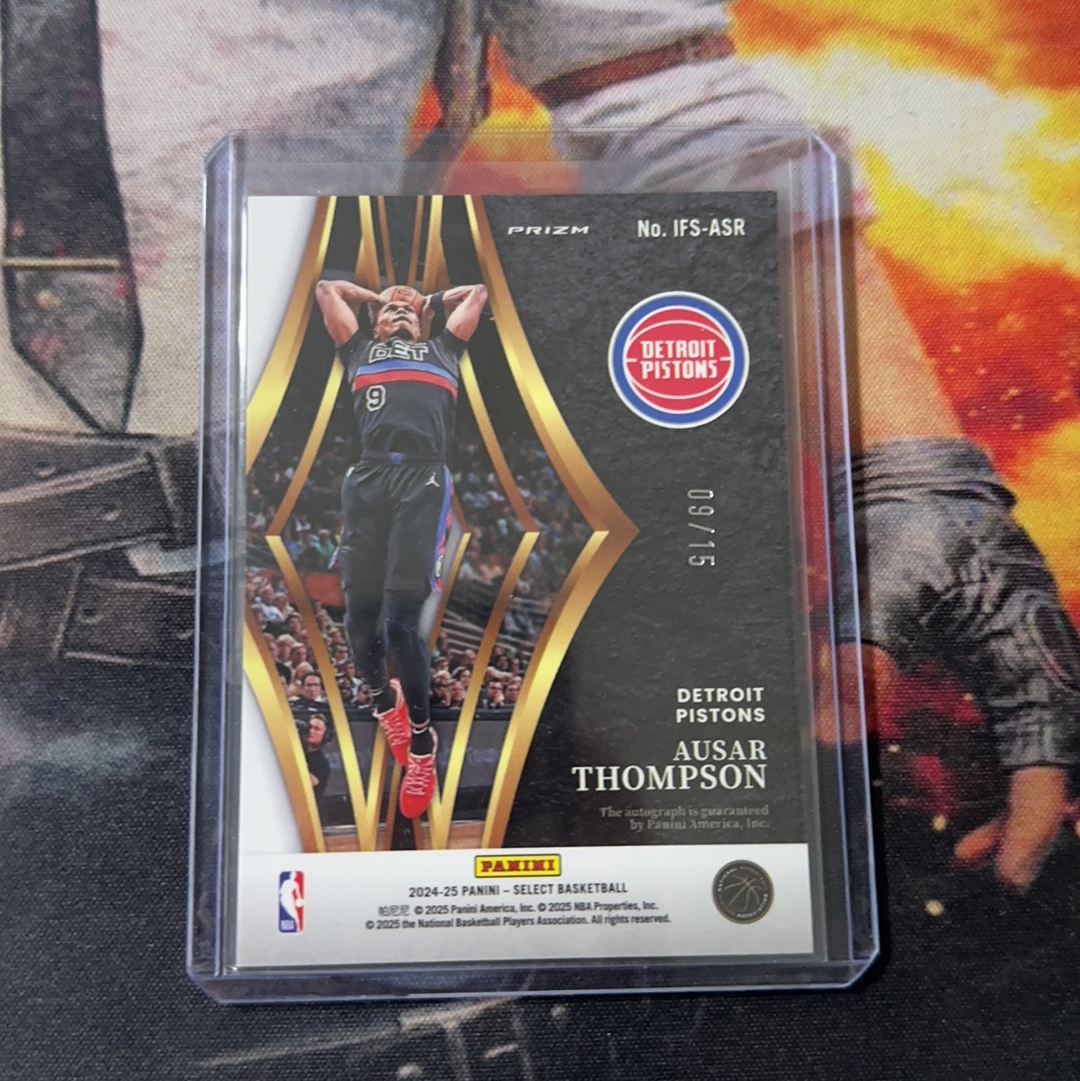 PRIZM
No. IFS-ASR
DETROIT
PISTONS
DET
9
09/15
DETROIT
PISTONS
AUSAR
THOMPSON
The autograph is guaranteed
by Panini America, Inc.
PANINI
2024-25 PANINI – SELECT BASKETBALL
帕尼尼 © 2025 Panini America, Inc. © 2025 NBA Properties, Inc.
© 2025 the National Basketball Players Association. All rights reserved.
NBA